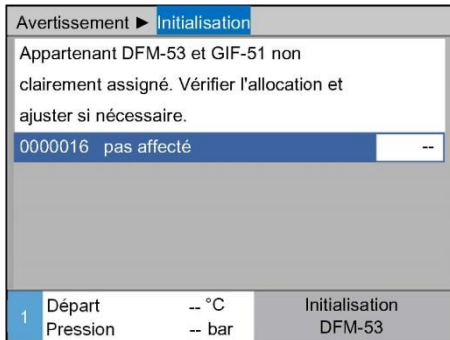 Avertissement ► Initialisation
Appartenant DFM-53 et GIF-51 non
clairement assigné. Vérifier l'allocation et
ajuster si nécessaire.
0000016 pas affecté --
1 Départ -- °C Initialisation
Pression -- bar DFM-53